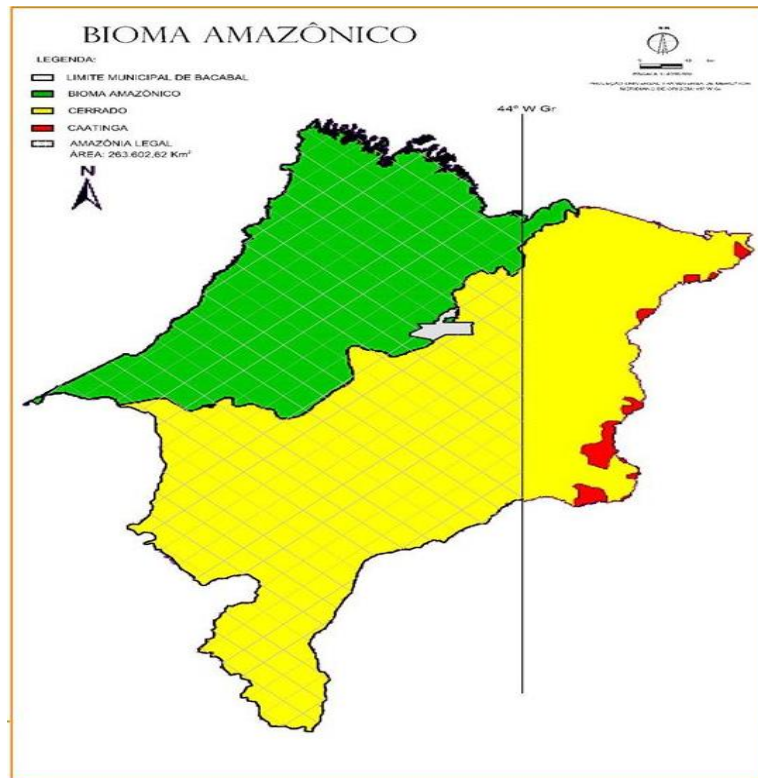 BIOMA AMAZÔNICO
LEGENDA:
LIMITE MUNICIPAL DE BACABAL
BIOMA AMAZÔNICO
CERRADO
CAATINGA
AMAZÔNIA LEGAL
ÁREA: 263.602,62 Km²
N
44º W Gr